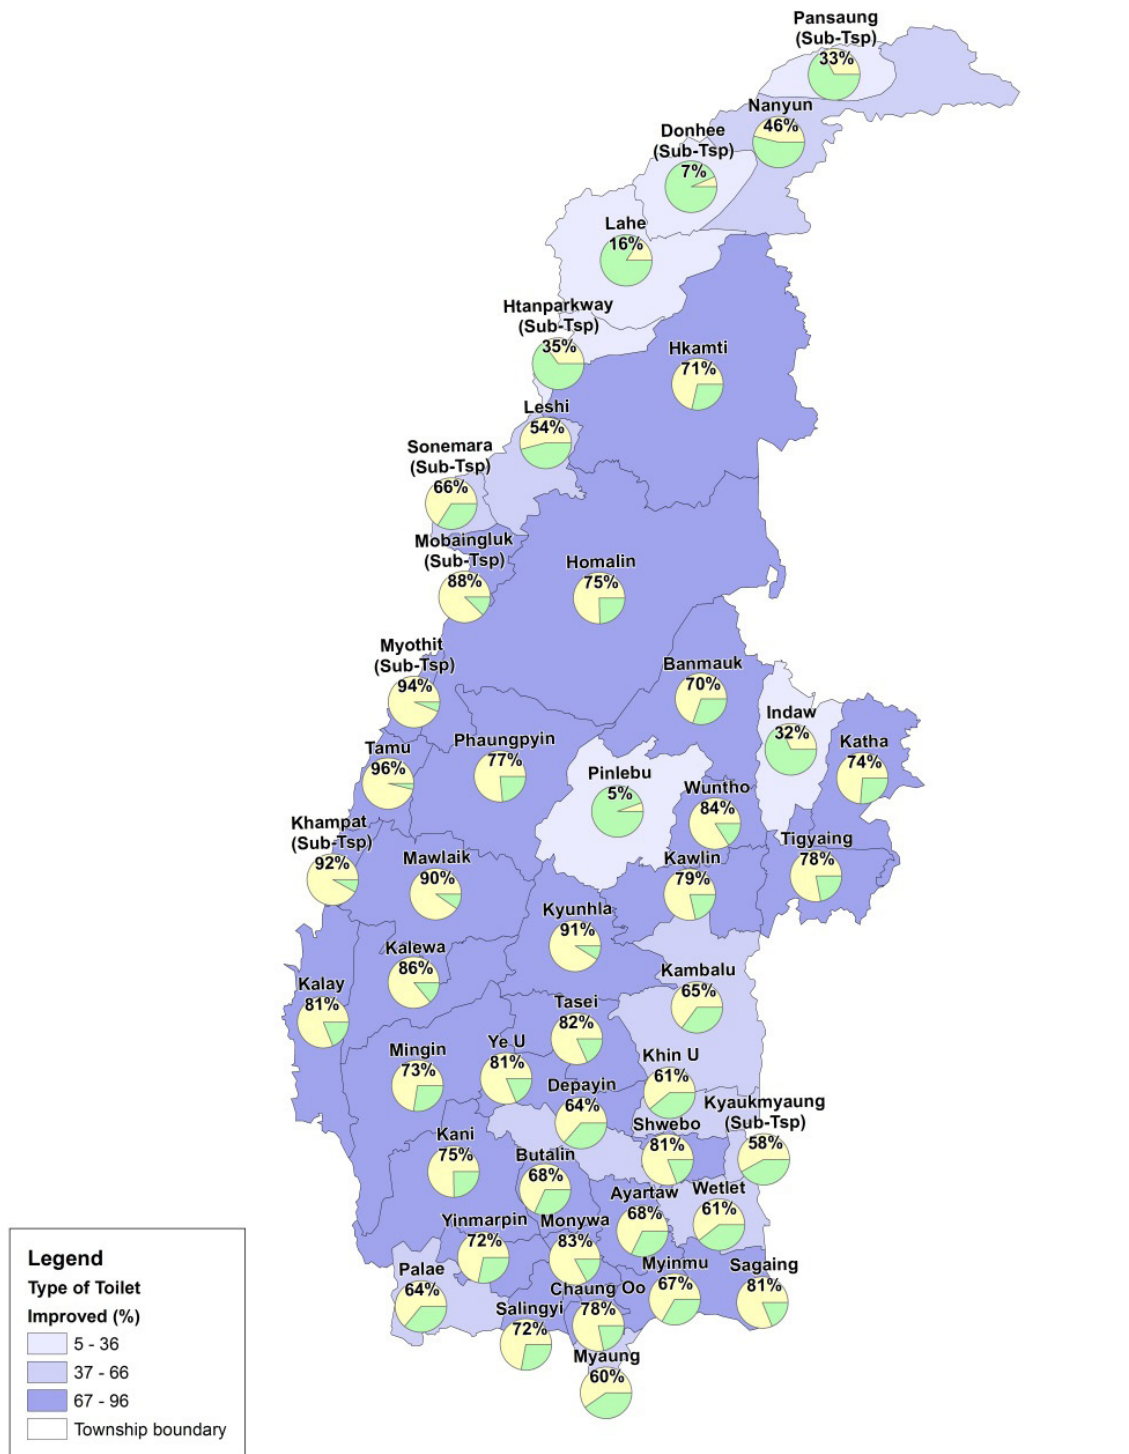 Pansaung
(Sub-Tsp)
33%
Nanyun
46%
Donhee
(Sub-Tsp)
7%
Lahe
16%
Htanparkway
(Sub-Tsp)
35%
Hkamti
71%
Leshi
54%
Sonemara
(Sub-Tsp)
66%
Mobaingluk
(Sub-Tsp)
88%
Homalin
75%
Myothit
(Sub-Tsp)
94%
Banmauk
70%
Indaw
32%
Katha
74%
Tamu
96%
Phaungpyin
77%
Pinlebu
5%
Wuntho
84%
Khampat
(Sub-Tsp)
92%
Mawlaik
90%
Kawlin
79%
Tigyaing
78%
Kyunhla
91%
Kalewa
86%
Kalay
81%
Kambalu
65%
Tasei
82%
Mingin
73%
Ye U
81%
Khin U
61%
Depayin
64%
Kyaukmyaung
(Sub-Tsp)
58%
Shwebo
81%
Kani
75%
Butalin
68%
Ayartaw
68%
Wetlet
61%
Yinmarpin
72%
Monywa
83%
Palae
64%
Myinmu
67%
Sagaing
81%
Chaung Oo
78%
Salingyi
72%
Myaung
60%
Legend
Type of Toilet
Improved (%)
5 - 36
37 - 66
67 - 96
Township boundary